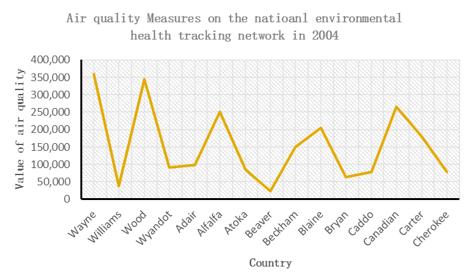 Air quality Measures on the natioanl environmental
health tracking network in 2004
Value of air quality
400,000
350,000
300,000
250,000
200,000
150,000
100,000
50,000
0
Wayne
Williams
Wood
Wyandot
Adair
Alfalfa
Atoka
Beaver
Beckham
Blaine
Bryan
Caddo
Canadian
Carter
Cherokee
Country